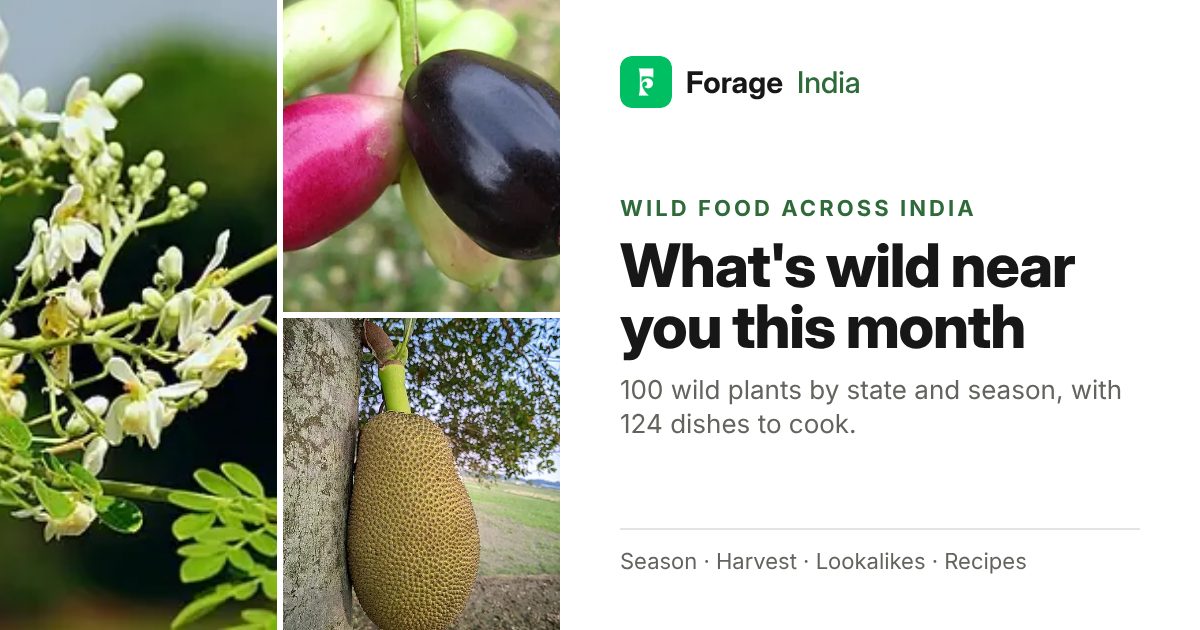 Forage India
WILD FOOD ACROSS INDIA
What's wild near
you this month
100 wild plants by state and season, with
124 dishes to cook.
Season · Harvest · Lookalikes · Recipes